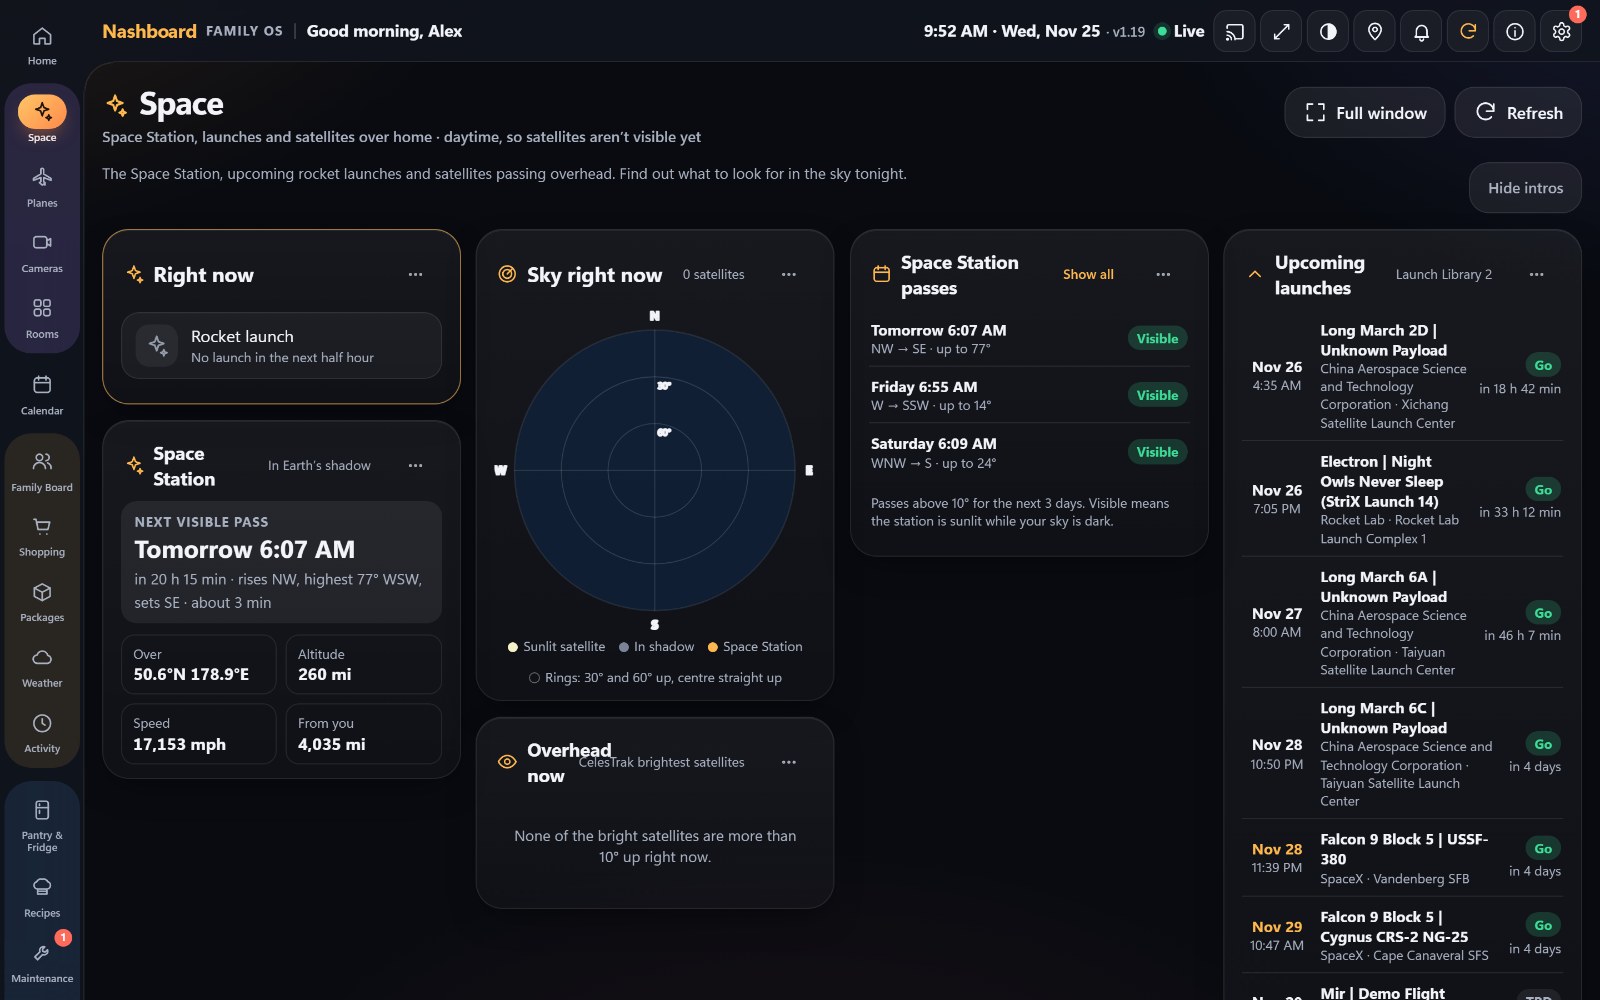 Nashboard FAMILY OS | Good morning, Alex
9:52 AM · Wed, Nov 25 · v1.19 Live
1
Home
Space
Planes
Cameras
Rooms
Calendar
Family Board
Shopping
Packages
Weather
Activity
Pantry &
Fridge
Recipes
1
Maintenance
Space
Space Station, launches and satellites over home · daytime, so satellites aren't visible yet
The Space Station, upcoming rocket launches and satellites passing overhead. Find out what to look for in the sky tonight.
Full window
Refresh
Hide intros
Right now
Rocket launch
No launch in the next half hour
Space
Station
In Earth's shadow
NEXT VISIBLE PASS
Tomorrow 6:07 AM
in 20 h 15 min · rises NW, highest 77° WSW,
sets SE · about 3 min
Over
50.6°N 178.9°E
Altitude
260 mi
Speed
17,153 mph
From you
4,035 mi
Sky right now
0 satellites
N
30°
60°
W
E
S
Sunlit satellite
In shadow
Space Station
Rings: 30° and 60° up, centre straight up
Overhead
now
CelesTrak brightest satellites
None of the bright satellites are more than
10° up right now.
Space Station
passes
Show all
Tomorrow 6:07 AM
NW → SE · up to 77°
Visible
Friday 6:55 AM
W → SSW · up to 14°
Visible
Saturday 6:09 AM
WNW → S · up to 24°
Visible
Passes above 10° for the next 3 days. Visible means
the station is sunlit while your sky is dark.
Upcoming
launches
Launch Library 2
Nov 26
4:35 AM
Long March 2D |
Unknown Payload
China Aerospace Science
and Technology
Corporation · Xichang
Satellite Launch Center
Go
in 18 h 42 min
Nov 26
7:05 PM
Electron | Night
Owls Never Sleep
(StriX Launch 14)
Rocket Lab · Rocket Lab
Launch Complex 1
Go
in 33 h 12 min
Nov 27
8:00 AM
Long March 6A |
Unknown Payload
China Aerospace Science
and Technology
Corporation · Taiyuan
Satellite Launch Center
Go
in 46 h 7 min
Nov 28
10:50 PM
Long March 6C |
Unknown Payload
China Aerospace Science and
Technology Corporation ·
Taiyuan Satellite Launch
Center
Go
in 4 days
Nov 28
11:39 PM
Falcon 9 Block 5 | USSF-
380
SpaceX · Vandenberg SFB
Go
in 4 days
Nov 29
10:47 AM
Falcon 9 Block 5 |
Cygnus CRS-2 NG-25
SpaceX · Cape Canaveral SFS
Go
in 4 days
Mir | Demo Flight